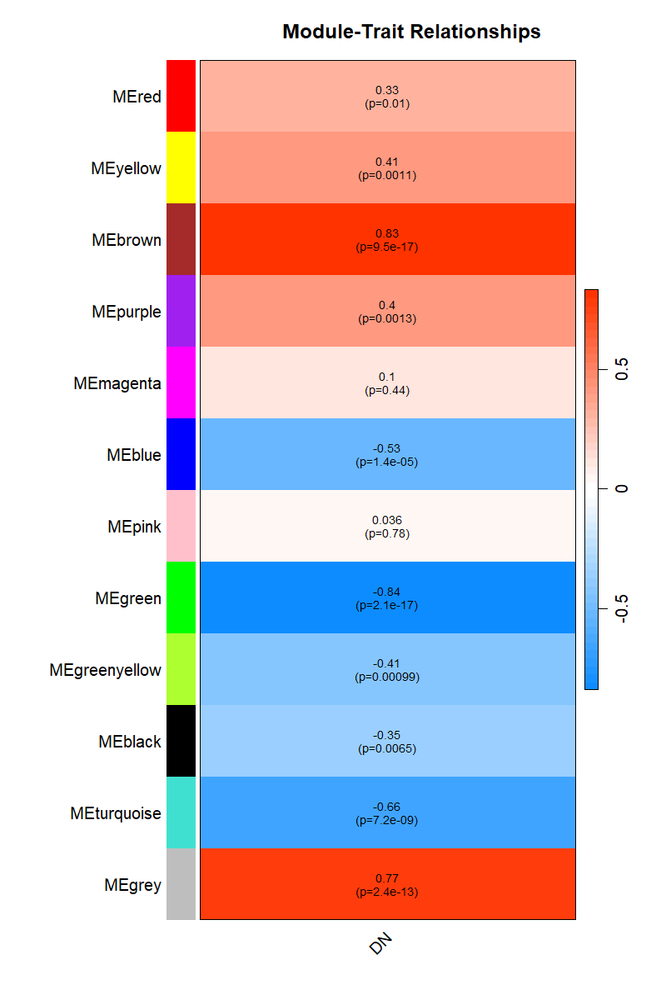 Module-Trait Relationships
MEred
0.33
(p=0.01)
MEyellow
0.41
(p=0.0011)
MEbrown
0.83
(p=9.5e-17)
MEpurple
0.4
(p=0.0013)
MEmagenta
0.1
(p=0.44)
MEblue
-0.53
(p=1.4e-05)
MEpink
0.036
(p=0.78)
MEgreen
-0.84
(p=2.1e-17)
MEgreenyellow
-0.41
(p=0.00099)
MEblack
-0.35
(p=0.0065)
MEturquoise
-0.66
(p=7.2e-09)
MEgrey
0.77
(p=2.4e-13)
DN
0.5
0
-0.5